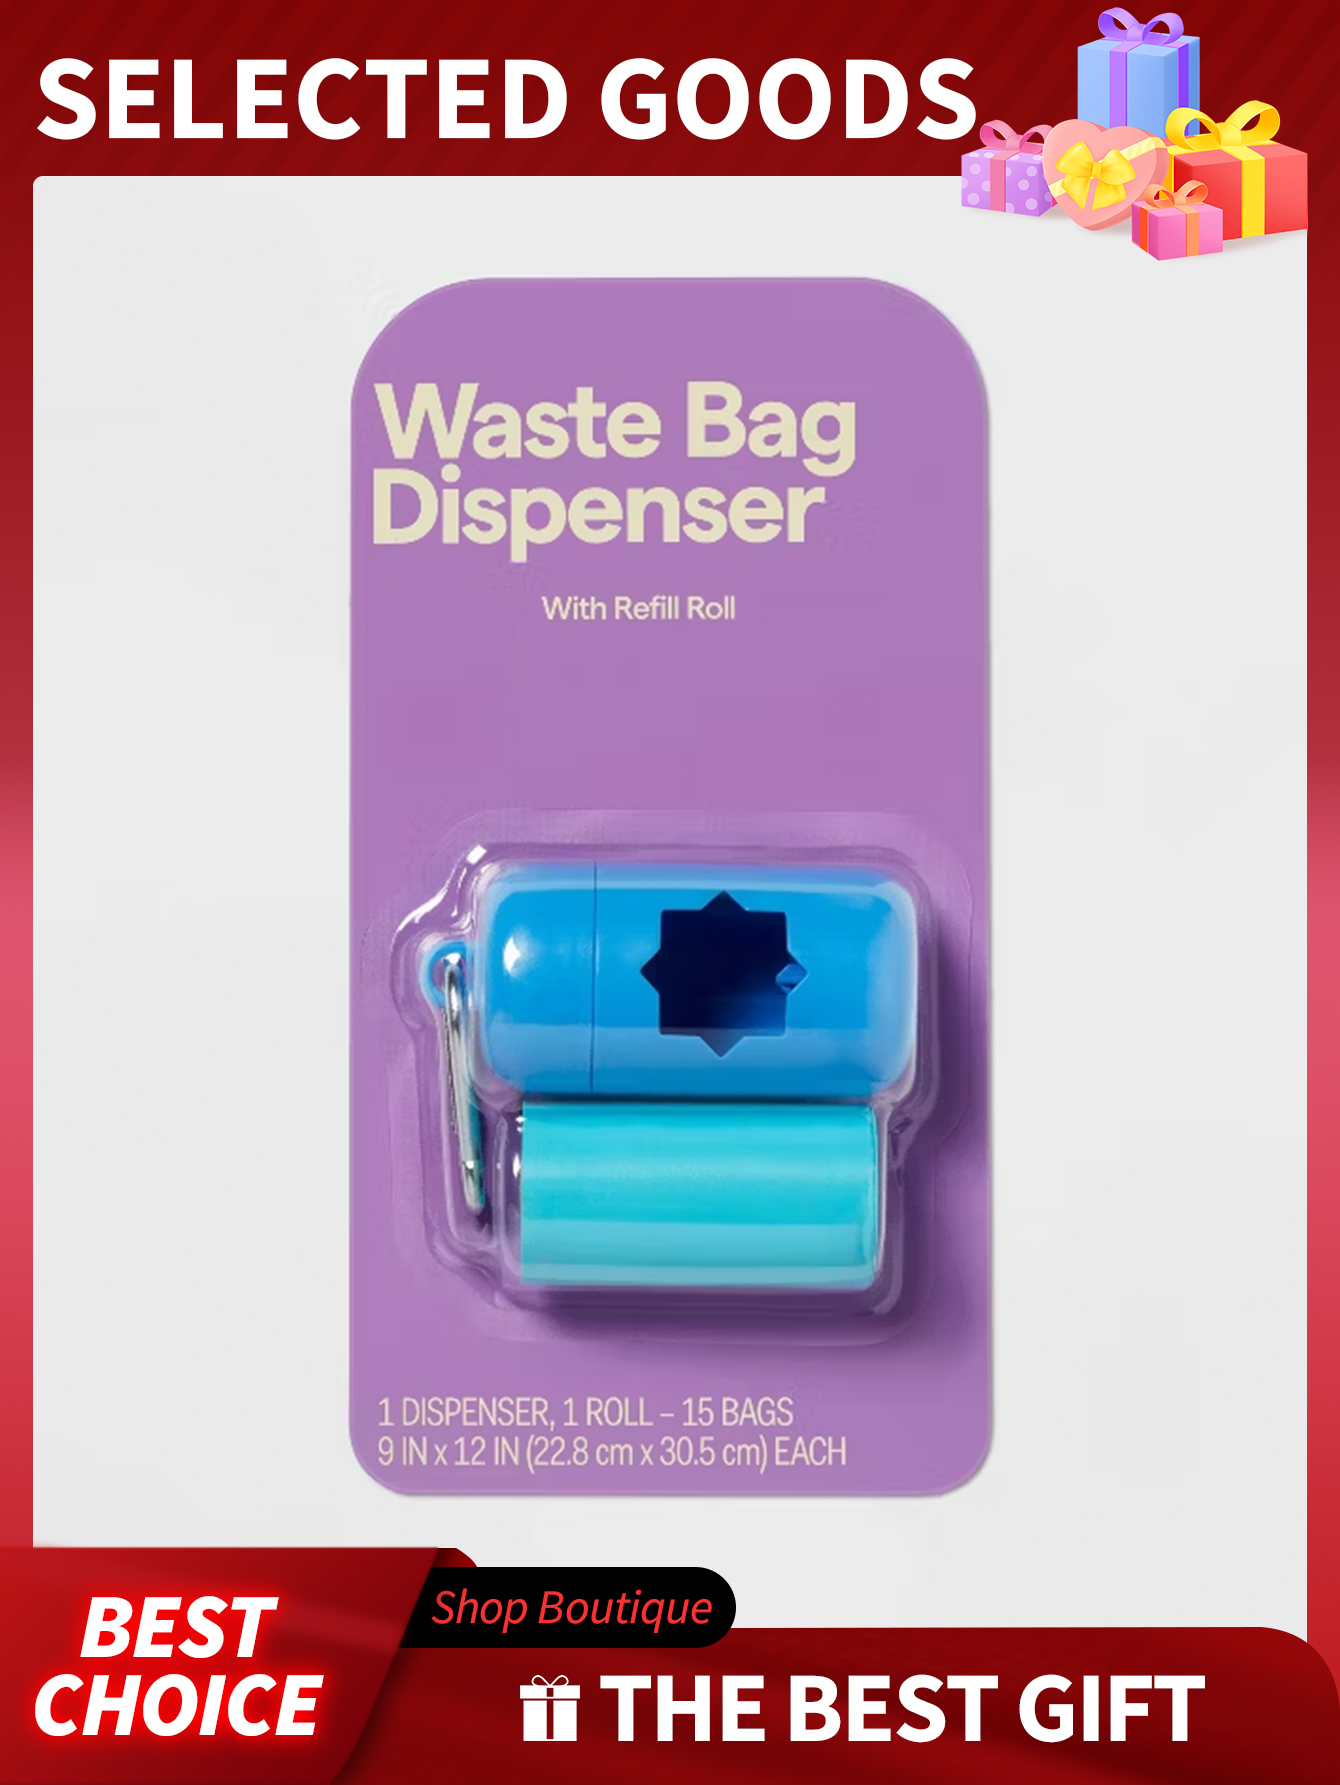 SELECTED GOODS
Waste Bag
Dispenser
With Refill Roll
1 DISPENSER, 1 ROLL – 15 BAGS
9 IN x 12 IN (22.8 cm x 30.5 cm) EACH
BEST
CHOICE
Shop Boutique
THE BEST GIFT